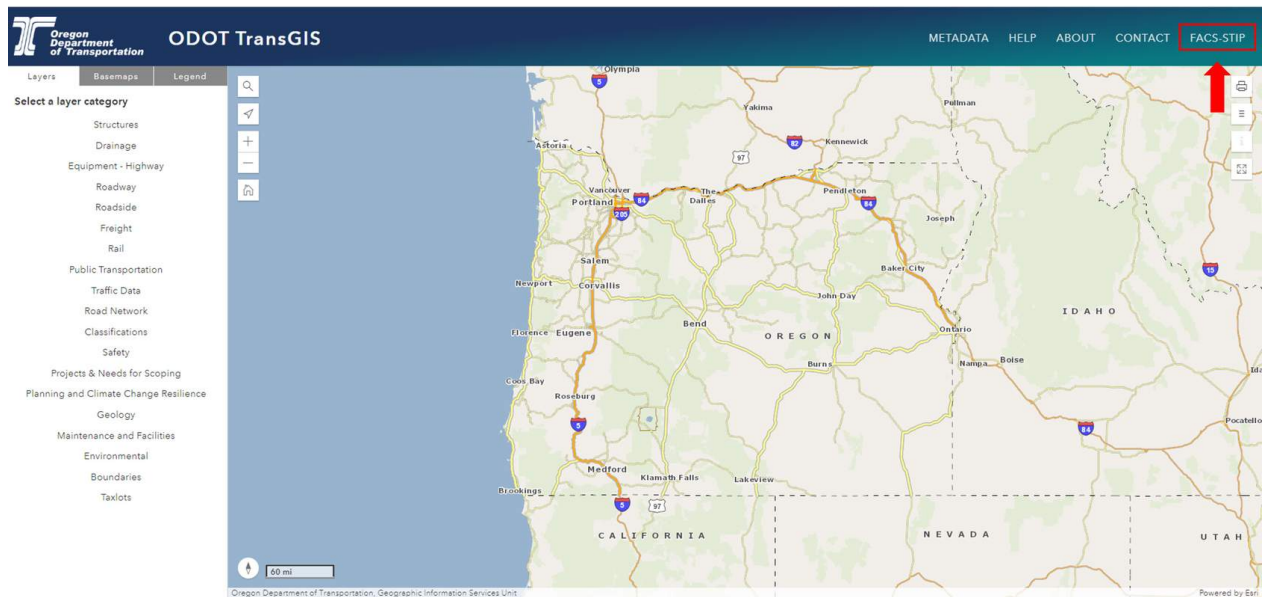 Oregon
Department
of Transportation
ODOT TransGIS
METADATA HELP ABOUT CONTACT FACS-STIP
Layers Basemaps Legend
Select a layer category
Structures
Drainage
Equipment - Highway
Roadway
Roadside
Freight
Rail
Public Transportation
Traffic Data
Road Network
Classifications
Safety
Projects & Needs for Scoping
Planning and Climate Change Resilience
Geology
Maintenance and Facilities
Environmental
Boundaries
Taxlots
Olympia
5
Yakima
Pullman
82
Kennewick
Astoria
97
Vancouver
84
The
Dalles
Pendleton
Portland
205
84
Joseph
Salem
Baker City
15
Newport
Corvallis
John Day
IDAHO
Florence
Eugene
Bend
OREGON
Ontario
Burns
Nampa
Boise
Ida
Coos Bay
Roseburg
5
84
Pocatello
Medford
Klamath Falls
Lakeview
Brookings
5
97
CALIFORNIA
NEVADA
UTAH
60 mi
Oregon Department of Transportation, Geographic Information Services Unit
Powered by Esri